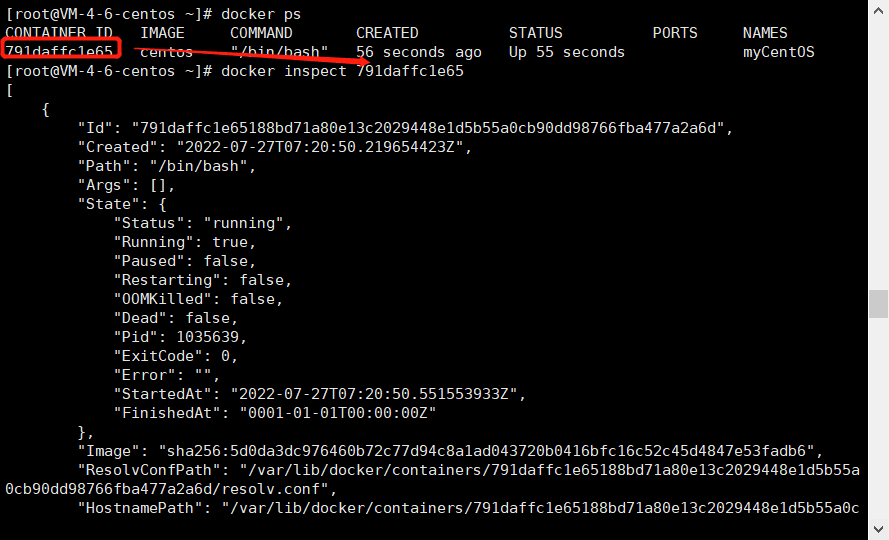 [root@VM-4-6-centos ~]# docker ps
CONTAINER ID   IMAGE     COMMAND       CREATED          STATUS          PORTS     NAMES
791daffc1e65   centos    "/bin/bash"   56 seconds ago   Up 55 seconds             myCentOS
[root@VM-4-6-centos ~]# docker inspect 791daffc1e65
[
    {
        "Id": "791daffc1e65188bd71a80e13c2029448e1d5b55a0cb90dd98766fba477a2a6d",
        "Created": "2022-07-27T07:20:50.219654423Z",
        "Path": "/bin/bash",
        "Args": [],
        "State": {
            "Status": "running",
            "Running": true,
            "Paused": false,
            "Restarting": false,
            "OOMKilled": false,
            "Dead": false,
            "Pid": 1035639,
            "ExitCode": 0,
            "Error": "",
            "StartedAt": "2022-07-27T07:20:50.551553933Z",
            "FinishedAt": "0001-01-01T00:00:00Z"
        },
        "Image": "sha256:5d0da3dc976460b72c77d94c8a1ad043720b0416bfc16c52c45d4847e53fadb6",
        "ResolvConfPath": "/var/lib/docker/containers/791daffc1e65188bd71a80e13c2029448e1d5b55a
0cb90dd98766fba477a2a6d/resolv.conf",
        "HostnamePath": "/var/lib/docker/containers/791daffc1e65188bd71a80e13c2029448e1d5b55a0c